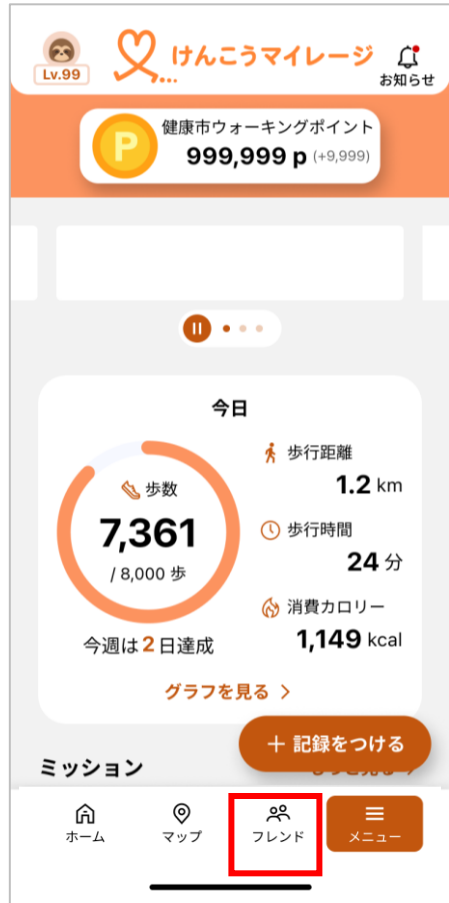 Lv.99
けんこうマイレージ
お知らせ
P
健康市ウォーキングポイント
999,999 p (+9,999)
今日
歩数
7,361
/ 8,000 歩
今週は2日達成
歩行距離
1.2 km
歩行時間
24 分
消費カロリー
1,149 kcal
グラフを見る >
+ 記録をつける
ミッション
ホーム
マップ
フレンド
メニュー